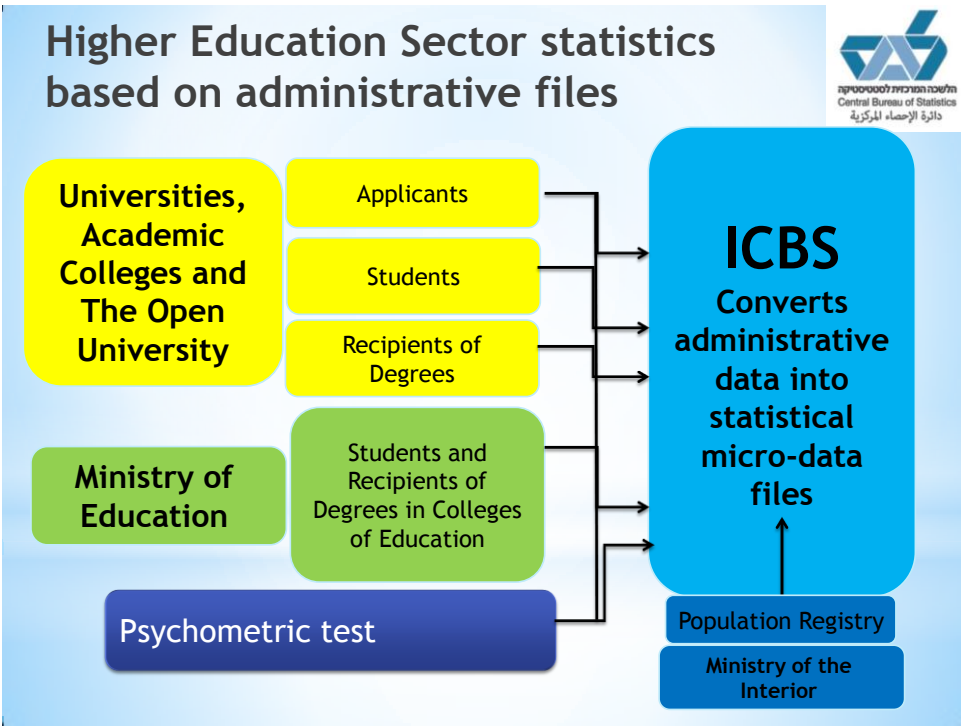 Higher Education Sector statistics
based on administrative files
הלשכה המרכזית לסטטיסטיקה
Central Bureau of Statistics
دائرة الإحصاء المركزية
Universities,
Academic
Colleges and
The Open
University
Applicants
Students
Recipients of
Degrees
Ministry of
Education
Students and
Recipients of
Degrees in Colleges
of Education
Psychometric test
ICBS
Converts
administrative
data into
statistical
micro-data
files
Population Registry
Ministry of the
Interior